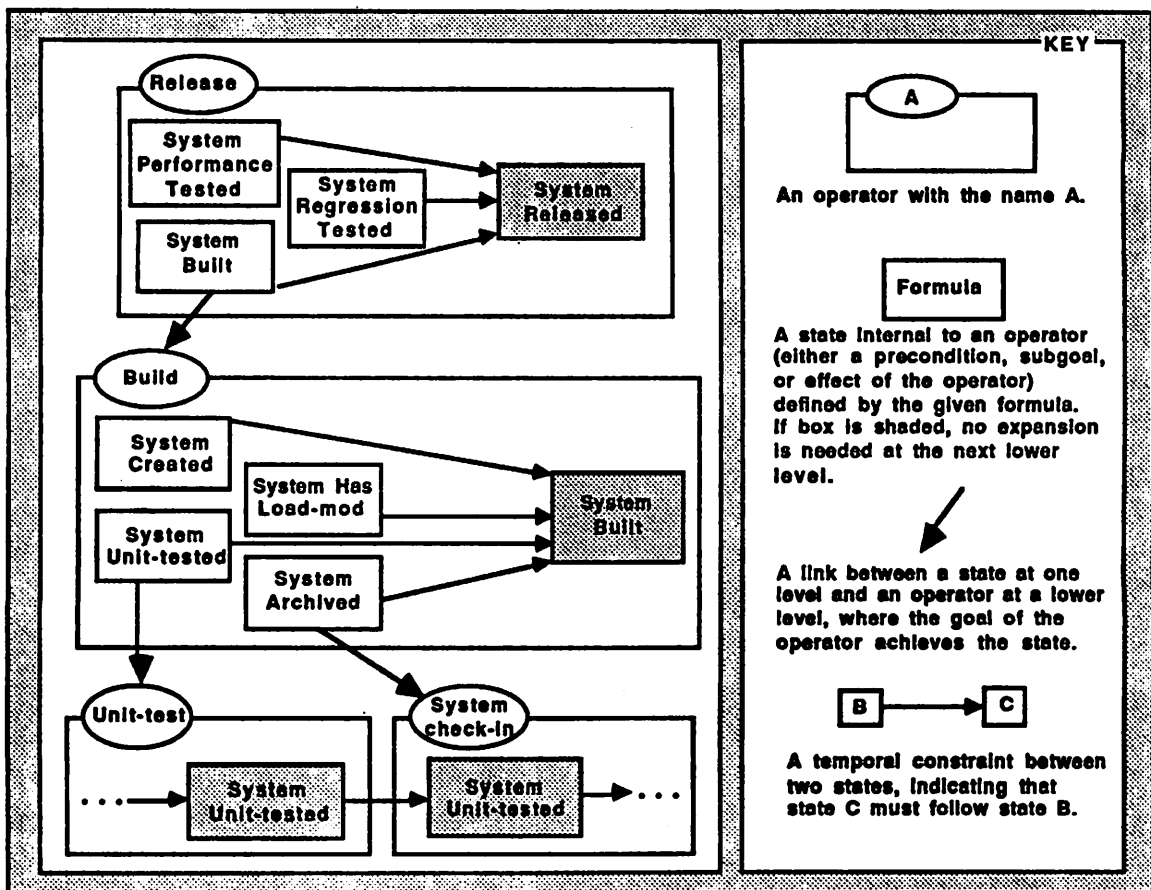 Release
System
Performance
Tested
System
Regression
Tested
System
Released
System
Built
Build
System
Created
System Has
Load-mod
System
Built
System
Unit-tested
System
Archived
Unit-test
System
check-in
. . .
System
Unit-tested
System
Unit-tested
. . .
KEY
A
An operator with the name A.
Formula
A state internal to an operator
(either a precondition, subgoal,
or effect of the operator)
defined by the given formula.
If box is shaded, no expansion
is needed at the next lower
level.
A link between a state at one
level and an operator at a lower
level, where the goal of the
operator achieves the state.
B
C
A temporal constraint between
two states, indicating that
state C must follow state B.